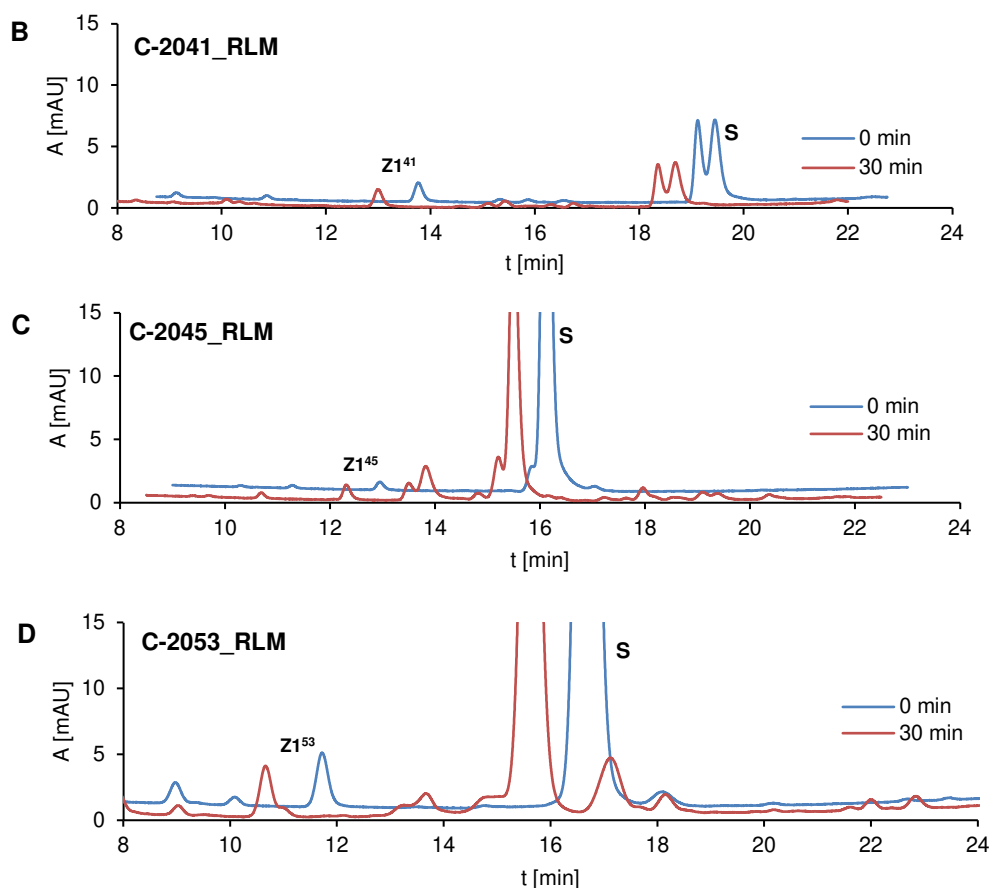 B
C-2041_RLM
A [mAU]
15
10
5
0
Z1⁴¹
S
0 min
30 min
8 10 12 14 16 18 20 22 24
t [min]
C
C-2045_RLM
A [mAU]
15
10
5
0
Z1⁴⁵
S
0 min
30 min
8 10 12 14 16 18 20 22 24
t [min]
D
C-2053_RLM
A [mAU]
15
10
5
0
Z1⁵³
S
0 min
30 min
8 10 12 14 16 18 20 22 24
t [min]